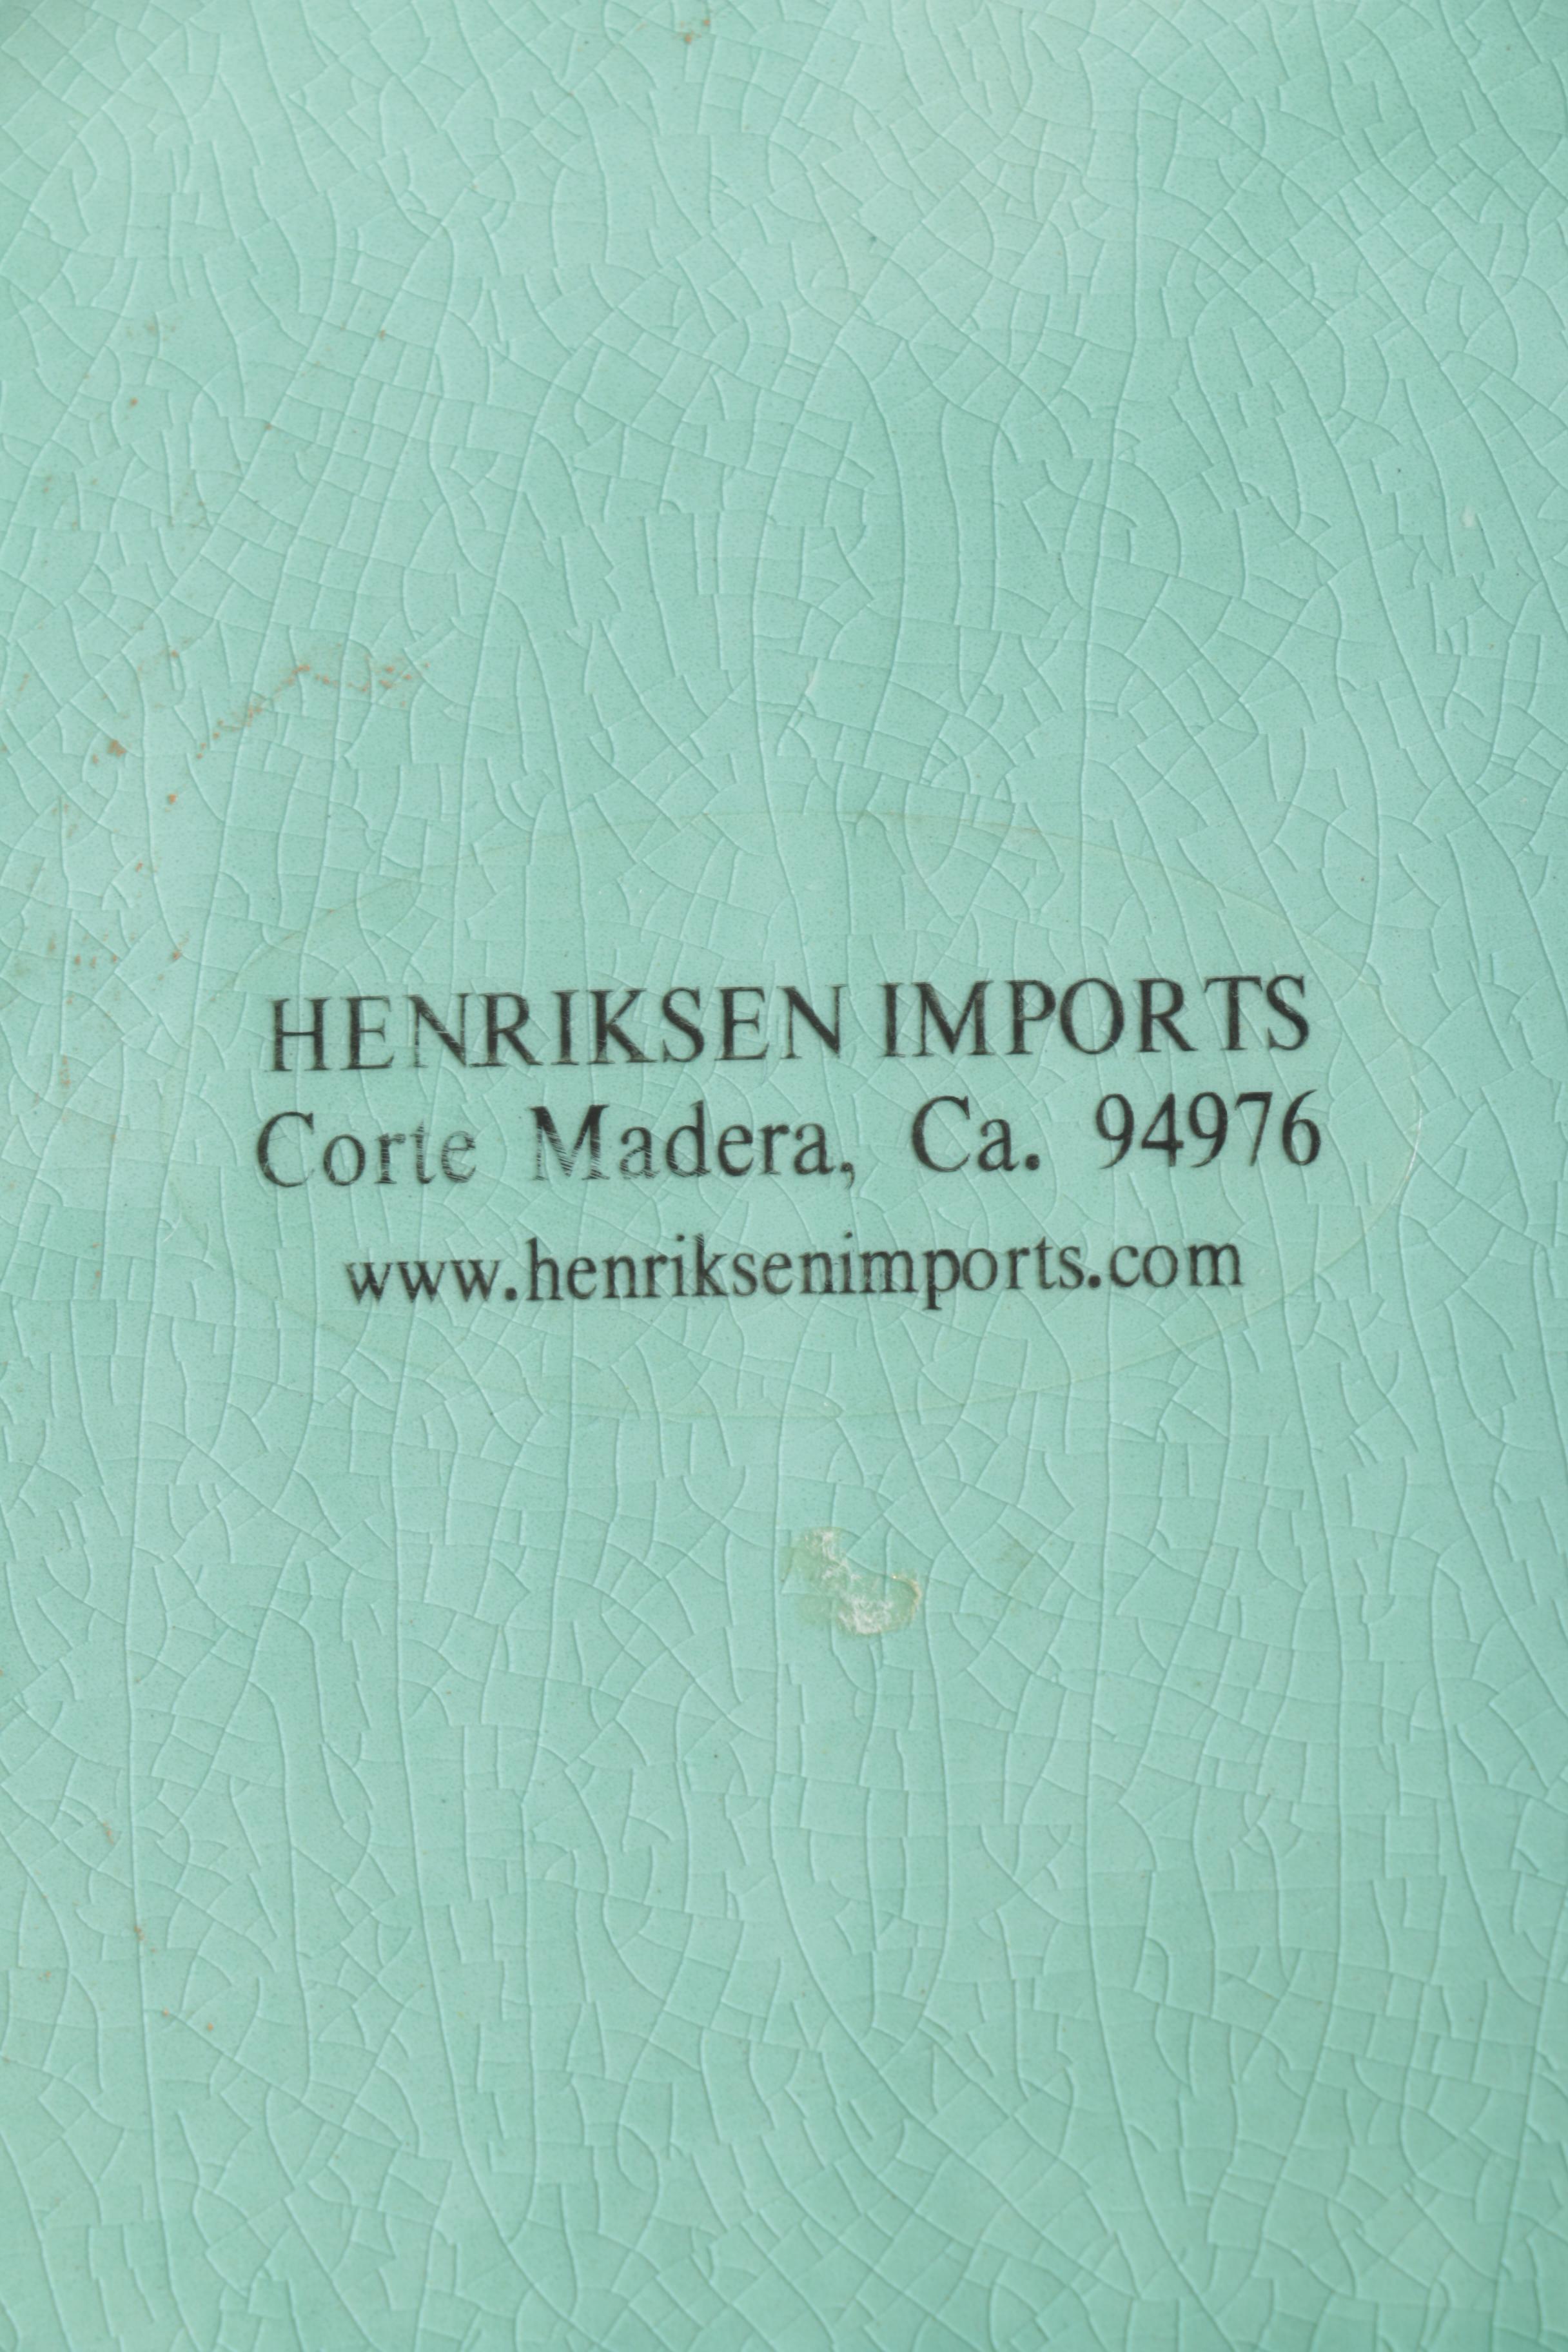 HENRIKSEN IMPORTS
Corte Madera, Ca. 94976
www.henriksenimports.com